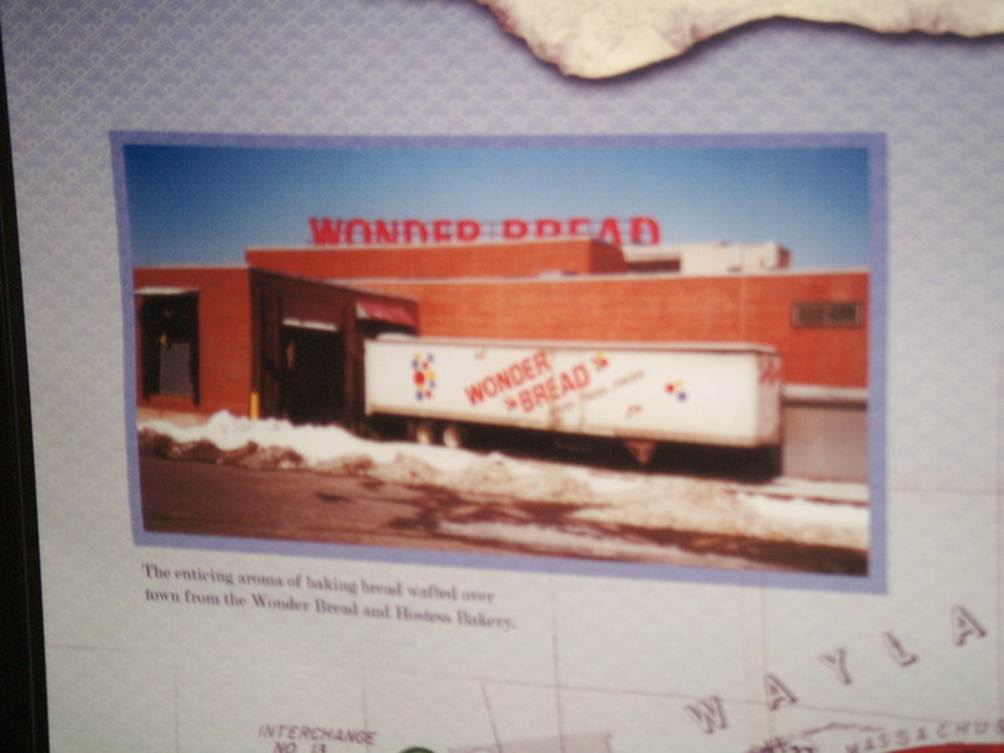 WONDER BREAD
WONDER
BREAD
The enticing aroma of baking bread wafted over
town from the Wonder Bread and Hostess Bakery.
WAYLA
INTERCHANGE
NO. 13
MASSACHU